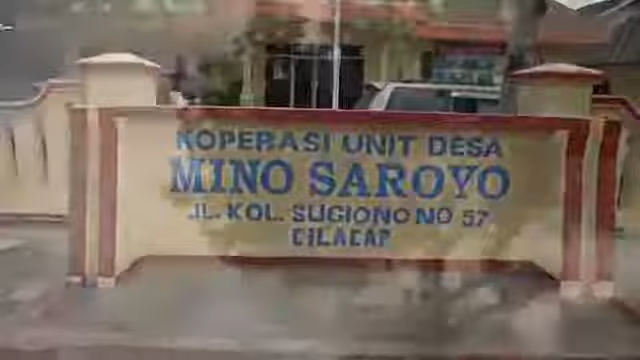 KOPERASI UNIT DESA
MINO SAROYO
JL. KOL. SUGIONO NO 57
CILACAP